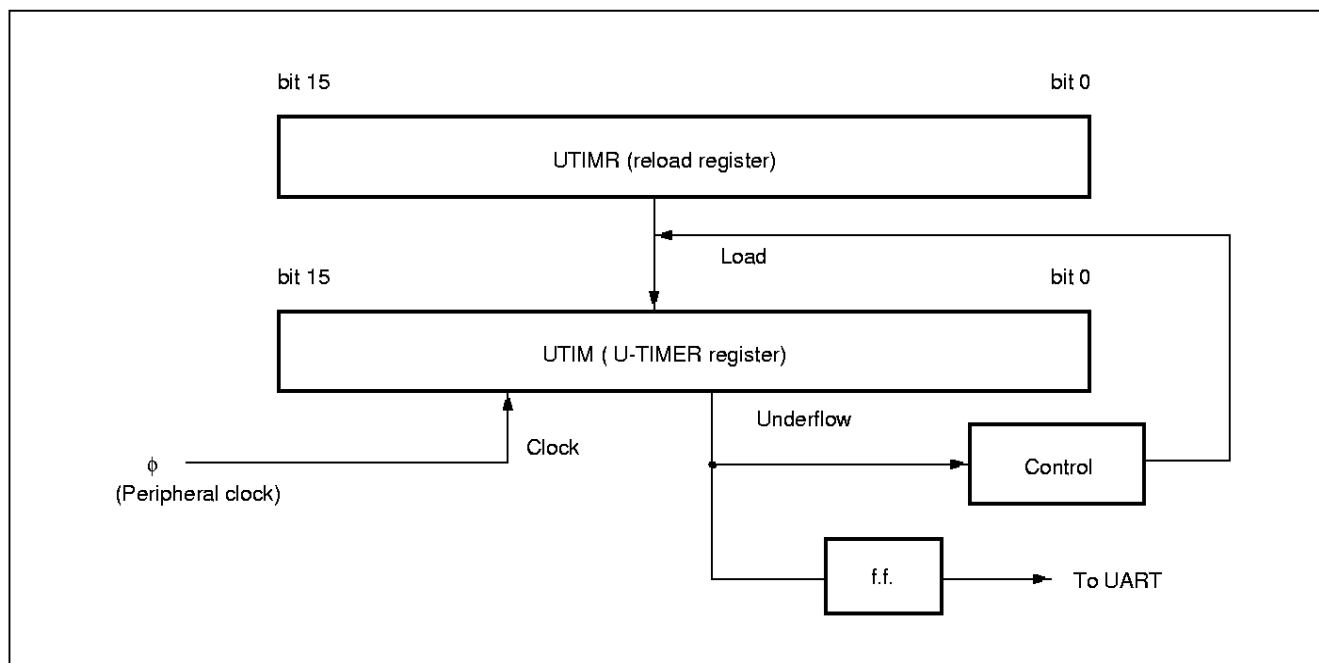 bit 15
bit 0
UTIMR (reload register)
Load
bit 15
bit 0
UTIM ( U-TIMER register)
Underflow
Clock
Control
ϕ
(Peripheral clock)
f.f.
To UART